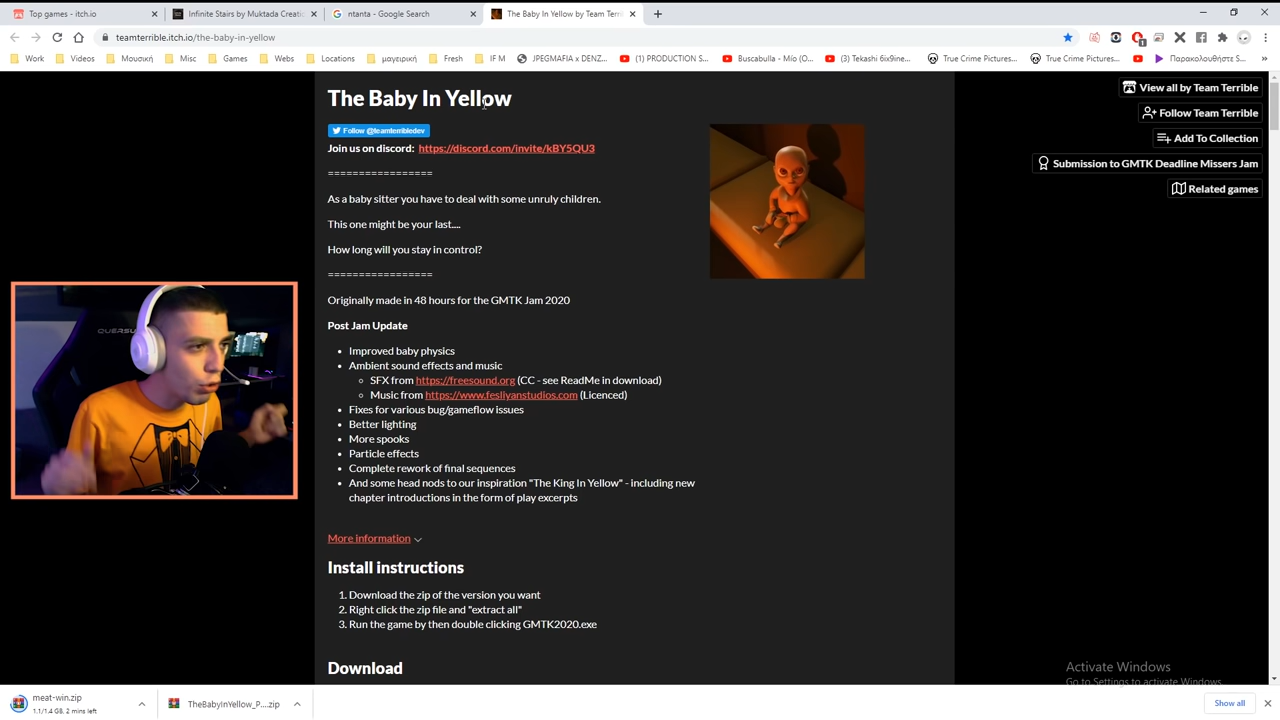 Top games - itch.io
Infinite Stairs by Muktada Creatio
ntanta - Google Search
The Baby In Yellow by Team Terri
teamterrible.itch.io/the-baby-in-yellow
Work Videos Μουσική Misc Games Webs Locations μαγειρική Fresh IF M JPEGMAFIA x DENZ... (1) PRODUCTION S... Buscabulla - Mío (O... (3) Tekashi 6ix9ine... True Crime Pictures... True Crime Pictures... Παρακολουθήστε S...
The Baby In Yellow
Follow @teamterribledev
Join us on discord: https://discord.com/invite/kBY5QU3
=================
As a baby sitter you have to deal with some unruly children.
This one might be your last....
How long will you stay in control?
=================
Originally made in 48 hours for the GMTK Jam 2020
Post Jam Update
Improved baby physics
Ambient sound effects and music
SFX from https://freesound.org (CC - see ReadMe in download)
Music from https://www.fesliyanstudios.com (Licenced)
Fixes for various bug/gameflow issues
Better lighting
More spooks
Particle effects
Complete rework of final sequences
And some head nods to our inspiration "The King In Yellow" - including new
chapter introductions in the form of play excerpts
More information
Install instructions
1. Download the zip of the version you want
2. Right click the zip file and "extract all"
3. Run the game by then double clicking GMTK2020.exe
Download
View all by Team Terrible
Follow Team Terrible
Add To Collection
Submission to GMTK Deadline Missers Jam
Related games
Activate Windows
Go to Settings to activate Windows.
meat-win.zip
1.1/1.4 GB, 2 mins left
TheBabyInYellow_P....zip
Show all